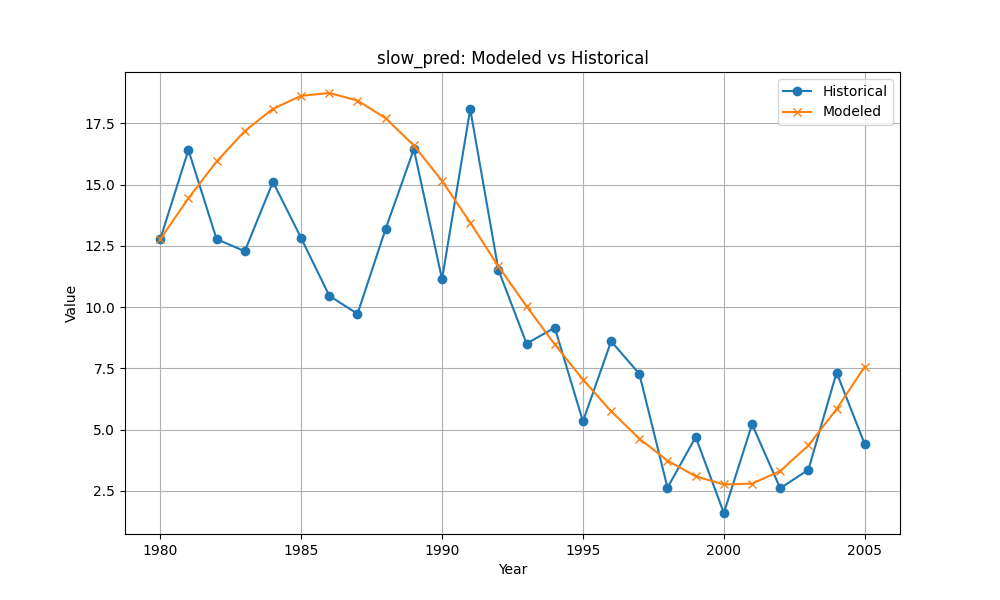 slow_pred: Modeled vs Historical
Historical
Modeled
17.5
15.0
12.5
10.0
7.5
5.0
2.5
Value
1980
1985
1990
1995
2000
2005
Year